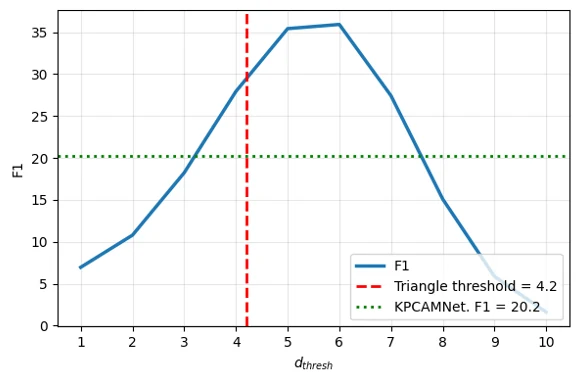 35
30
25
20
15
10
5
0
F1
1 2 3 4 5 6 7 8 9 10
d_thresh
F1
Triangle threshold = 4.2
KPCAMNet. F1 = 20.2